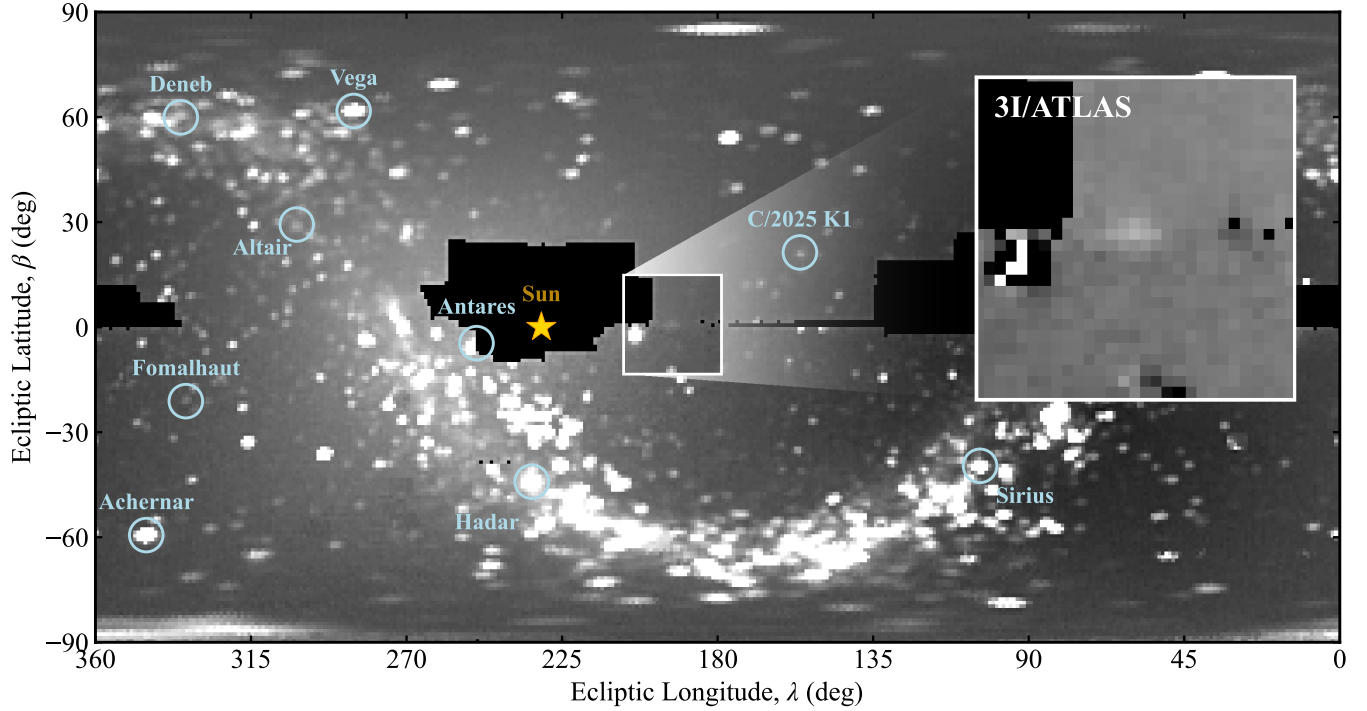 90
60
30
0
−30
−60
−90
Ecliptic Latitude, β (deg)
Deneb
Vega
Altair
Antares
Sun
C/2025 K1
3I/ATLAS
Fomalhaut
Achernar
Hadar
Sirius
360
315
270
225
180
135
90
45
0
Ecliptic Longitude, λ (deg)